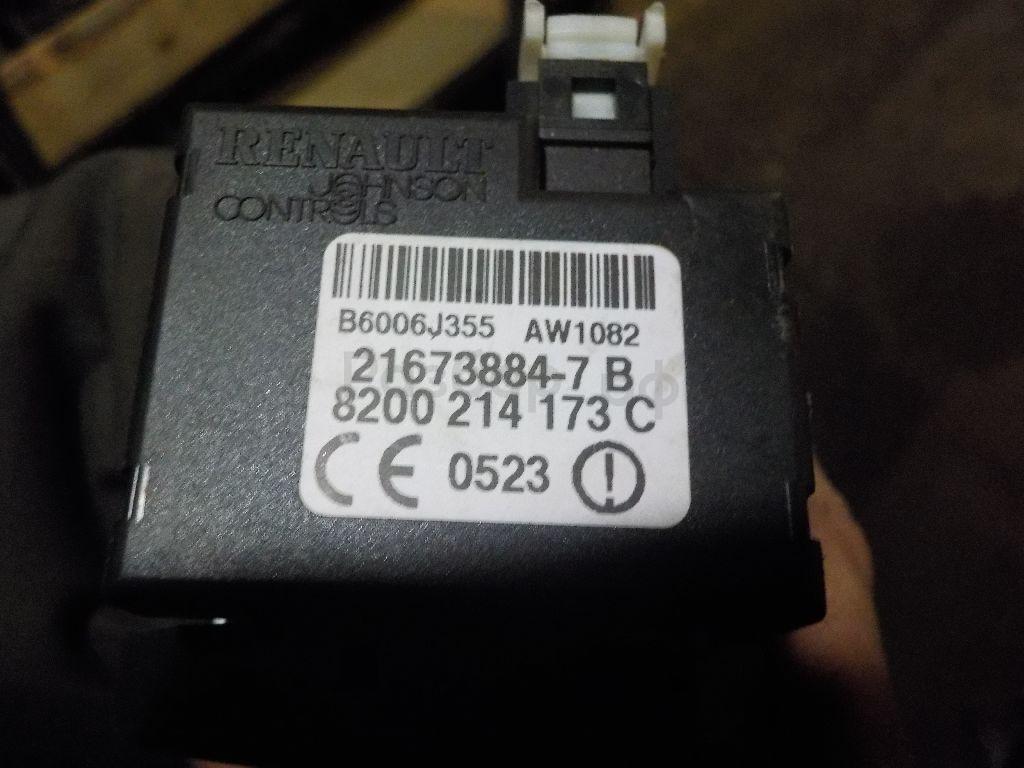 RENAULT
JOHNSON
CONTROLS
B6006J355 AW1082
21673884-7 B
8200 214 173 C
CE 0523